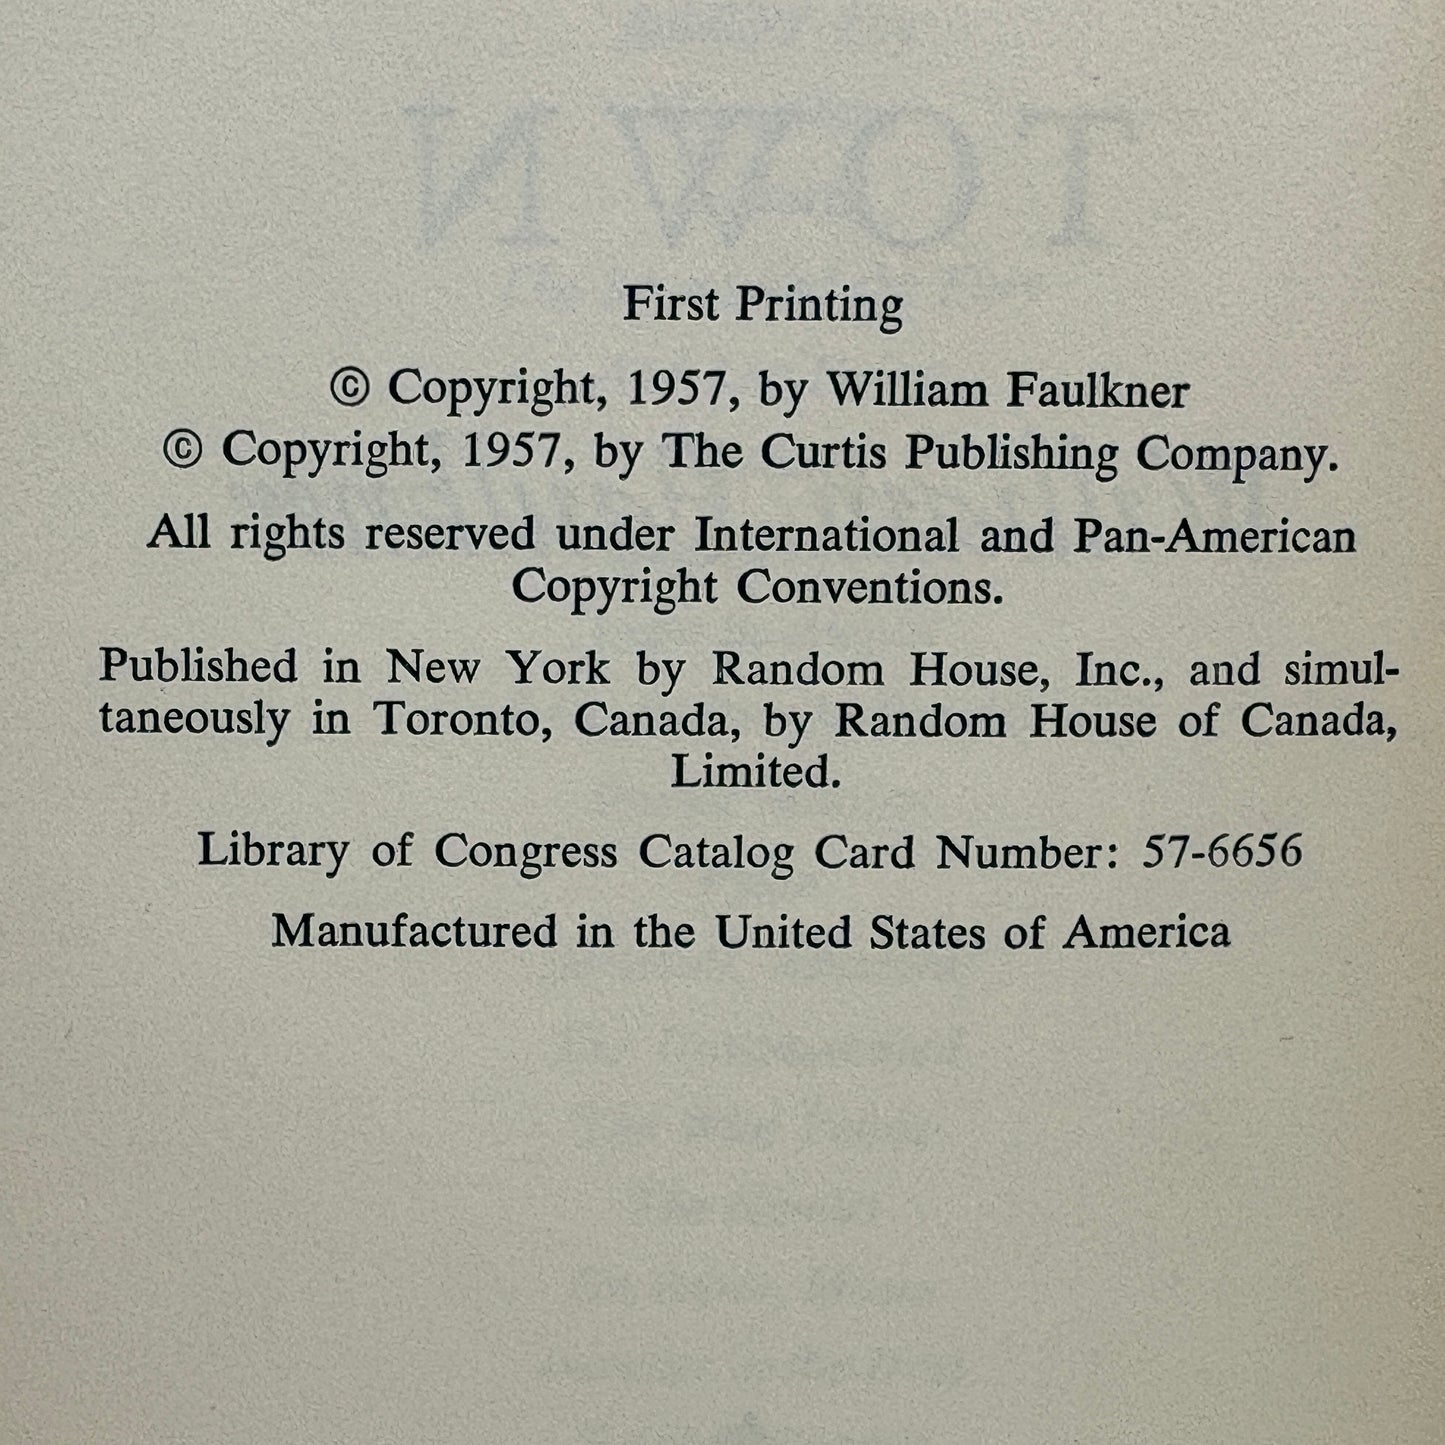 TOWN
First Printing
© Copyright, 1957, by William Faulkner
© Copyright, 1957, by The Curtis Publishing Company.
All rights reserved under International and Pan-American
Copyright Conventions.
Published in New York by Random House, Inc., and simul-
taneously in Toronto, Canada, by Random House of Canada,
Limited.
Library of Congress Catalog Card Number: 57-6656
Manufactured in the United States of America